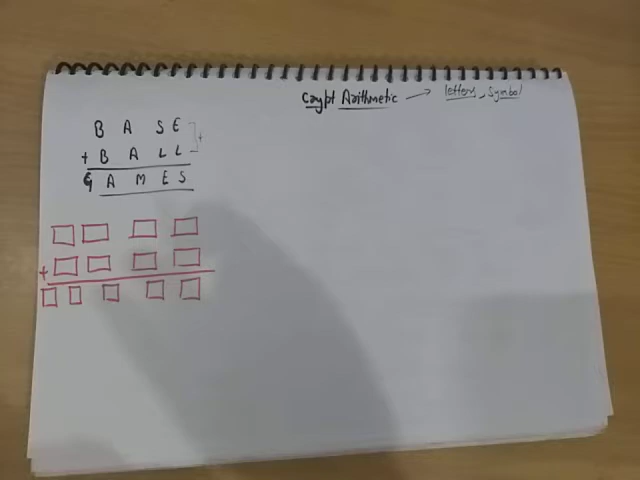 Crypt Arithmetic → letters, symbol
B A S E
+ B A L L
G A M E S
+